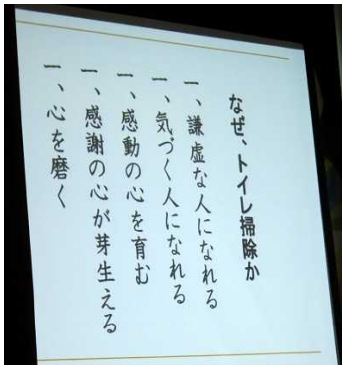 なぜ、トイレ掃除か
一、謙虚な人になれる
一、気づく人になれる
一、感動の心を育む
一、感謝の心が芽生える
一、心を磨く